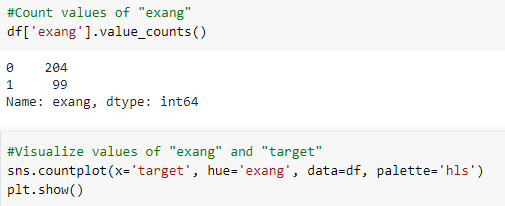 #Count values of "exang"
df['exang'].value_counts()
0    204
1     99
Name: exang, dtype: int64
#Visualize values of "exang" and "target"
sns.countplot(x='target', hue='exang', data=df, palette='hls')
plt.show()